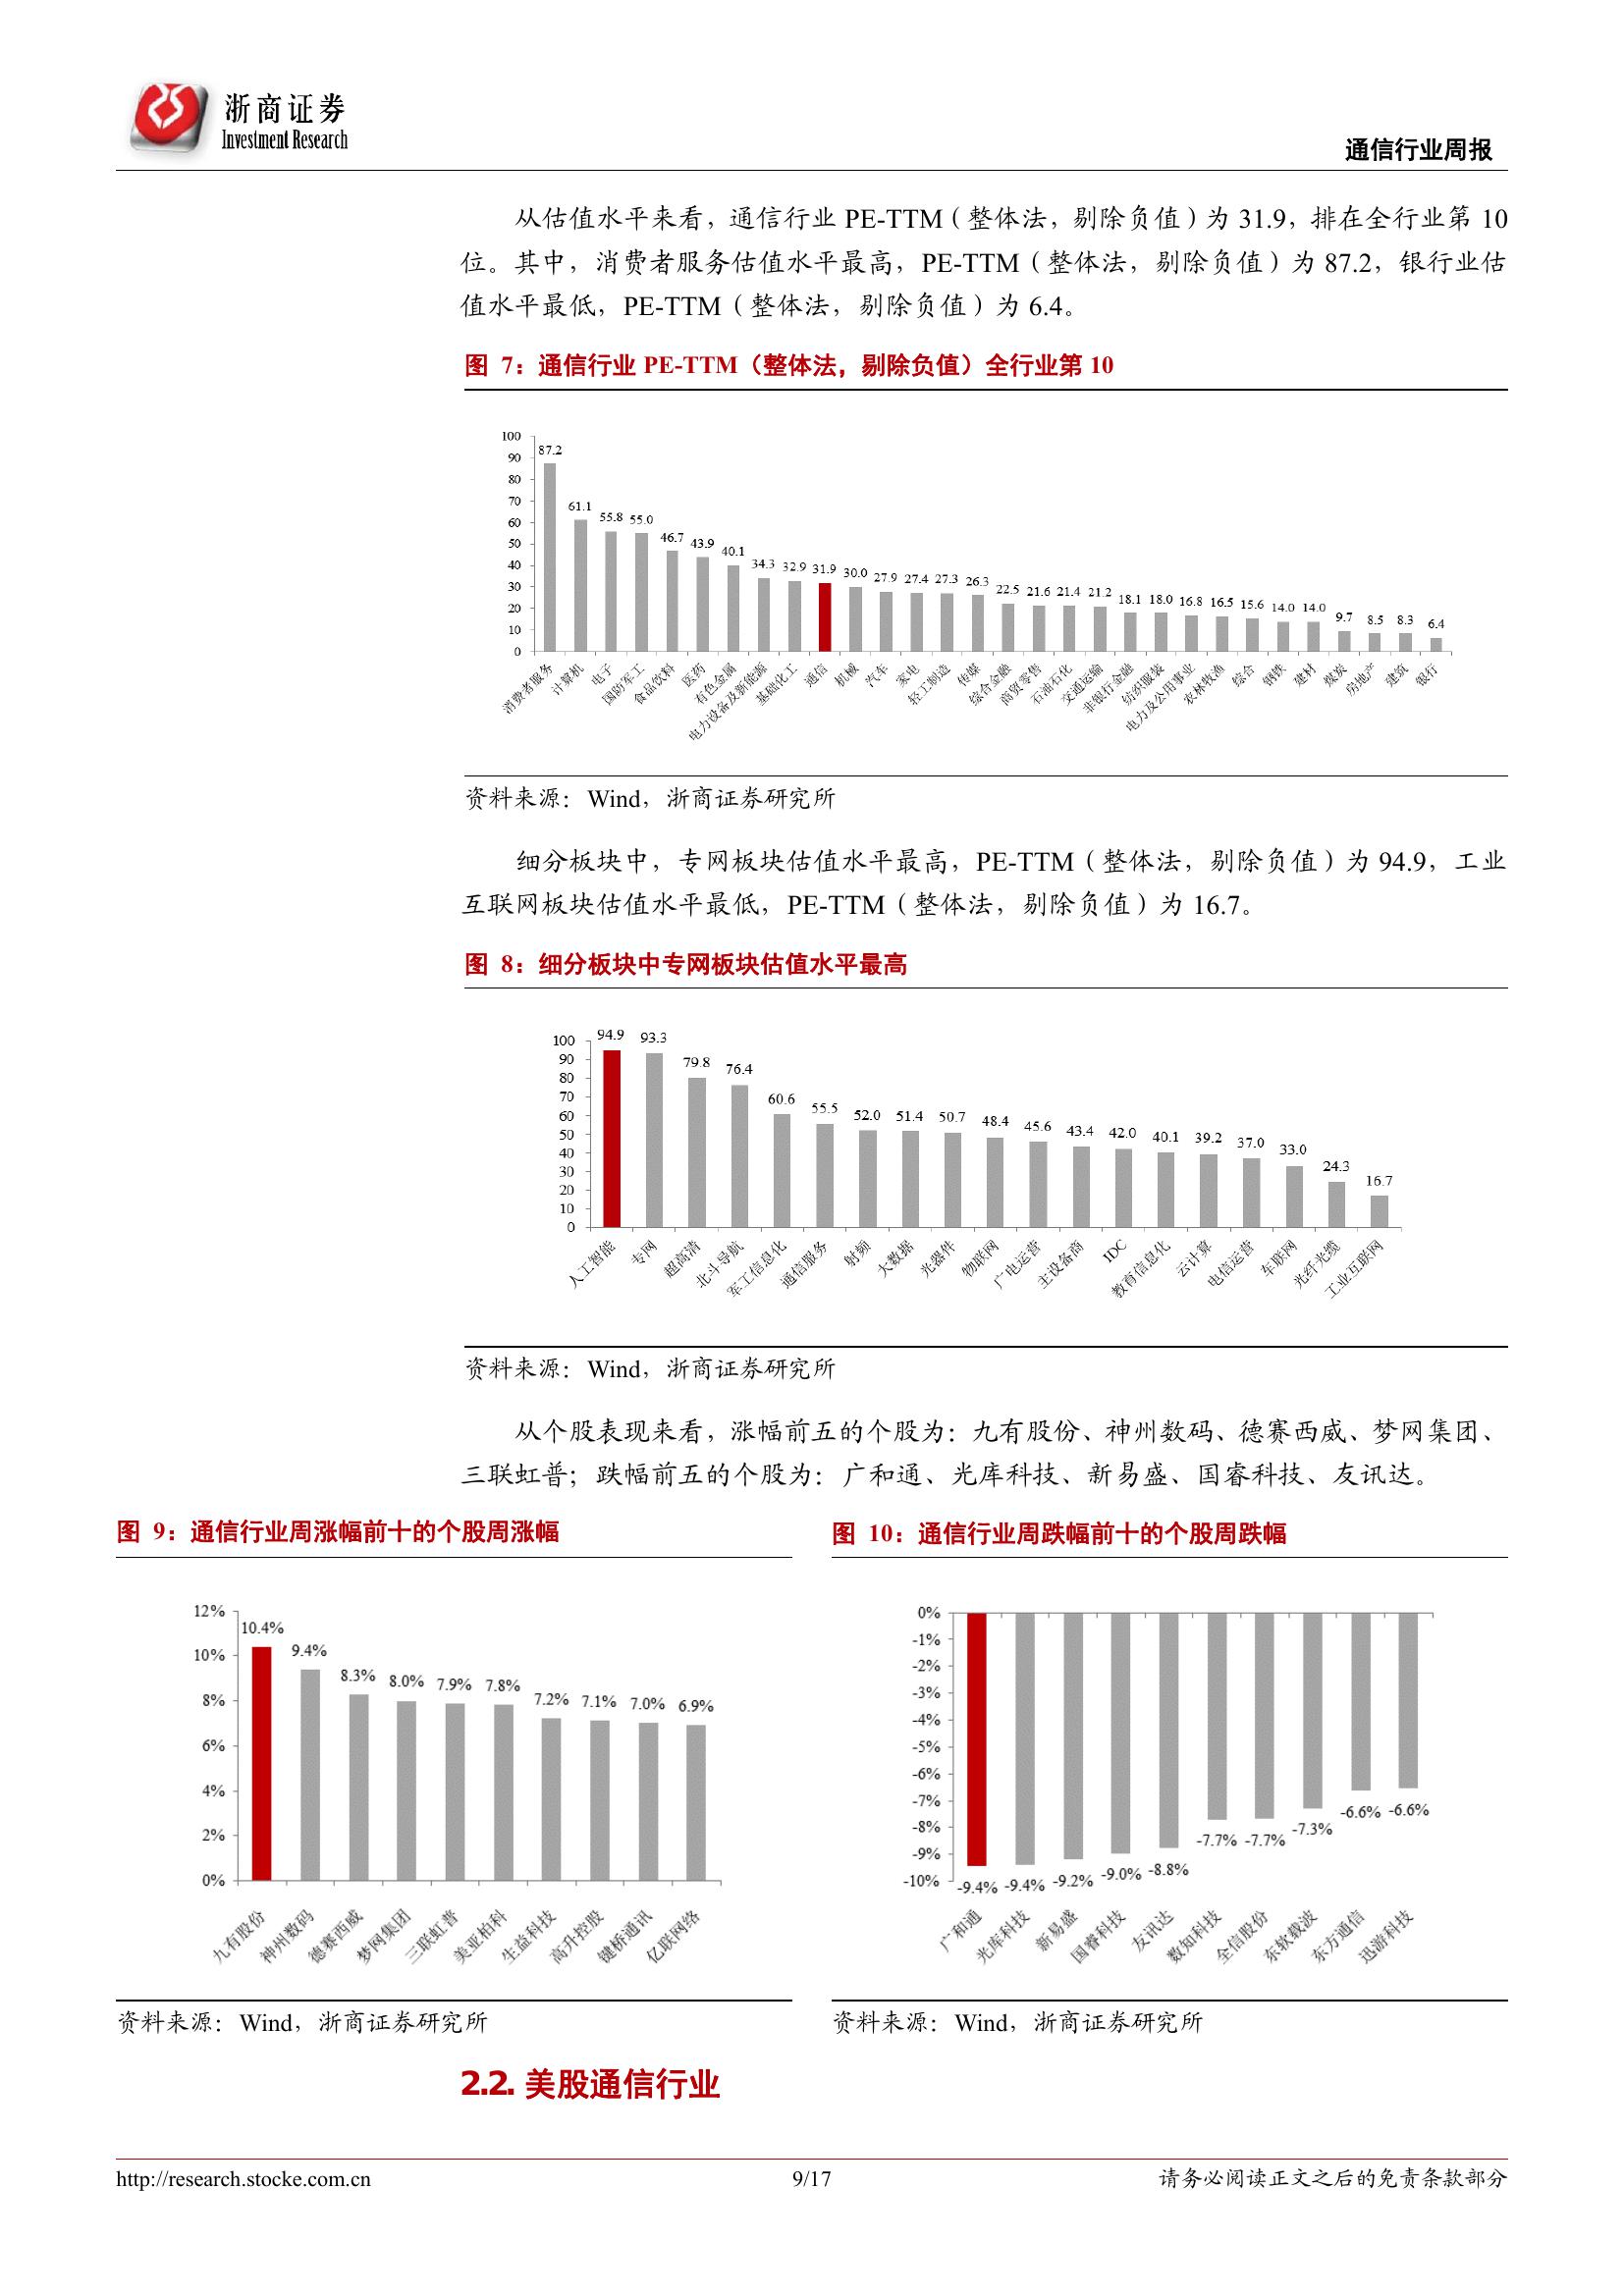 浙商证券
Investment Research
通信行业周报
从估值水平来看，通信行业 PE-TTM（整体法，剔除负值）为 31.9，排在全行业第 10
位。其中，消费者服务估值水平最高，PE-TTM（整体法，剔除负值）为 87.2，银行业估
值水平最低，PE-TTM（整体法，剔除负值）为 6.4。
图 7：通信行业 PE-TTM（整体法，剔除负值）全行业第 10
100
90
80
70
60
50
40
30
20
10
0
87.2 61.1 55.8 55.0 46.7 43.9 40.1 34.3 32.9 31.9 30.0 27.9 27.4 27.3 26.3 22.5 21.6 21.4 21.2 18.1 18.0 16.8 16.5 15.6 14.0 14.0 9.7 8.5 8.3 6.4
消费者服务 计算机 电子 国防军工 食品饮料 医药 有色金属 电力设备及新能源 基础化工 通信 机械 汽车 家电 轻工制造 传媒 综合金融 商贸零售 石油石化 交通运输 非银行金融 纺织服装 电力及公用事业 农林牧渔 综合 钢铁 建材 煤炭 房地产 建筑 银行
资料来源：Wind，浙商证券研究所
细分板块中，专网板块估值水平最高，PE-TTM（整体法，剔除负值）为 94.9，工业
互联网板块估值水平最低，PE-TTM（整体法，剔除负值）为 16.7。
图 8：细分板块中专网板块估值水平最高
100
90
80
70
60
50
40
30
20
10
0
94.9 93.3 79.8 76.4 60.6 55.5 52.0 51.4 50.7 48.4 45.6 43.4 42.0 40.1 39.2 37.0 33.0 24.3 16.7
人工智能 专网 超高清 北斗导航 军工信息化 通信服务 射频 大数据 光器件 物联网 广电运营 主设备商 IDC 教育信息化 云计算 电信运营 车联网 光纤光缆 工业互联网
资料来源：Wind，浙商证券研究所
从个股表现来看，涨幅前五的个股为：九有股份、神州数码、德赛西威、梦网集团、
三联虹普；跌幅前五的个股为：广和通、光库科技、新易盛、国睿科技、友讯达。
图 9：通信行业周涨幅前十的个股周涨幅
12%
10%
8%
6%
4%
2%
0%
10.4% 9.4% 8.3% 8.0% 7.9% 7.8% 7.2% 7.1% 7.0% 6.9%
九有股份 神州数码 德赛西威 梦网集团 三联虹普 美亚柏科 生益科技 高升控股 键桥通讯 亿联网络
资料来源：Wind，浙商证券研究所
图 10：通信行业周跌幅前十的个股周跌幅
0%
-1%
-2%
-3%
-4%
-5%
-6%
-7%
-8%
-9%
-10%
-9.4% -9.4% -9.2% -9.0% -8.8% -7.7% -7.7% -7.3% -6.6% -6.6%
广和通 光库科技 新易盛 国睿科技 友讯达 数知科技 全信股份 东软载波 东方通信 迅游科技
资料来源：Wind，浙商证券研究所
2.2. 美股通信行业
http://research.stocke.com.cn
9/17
请务必阅读正文之后的免责条款部分